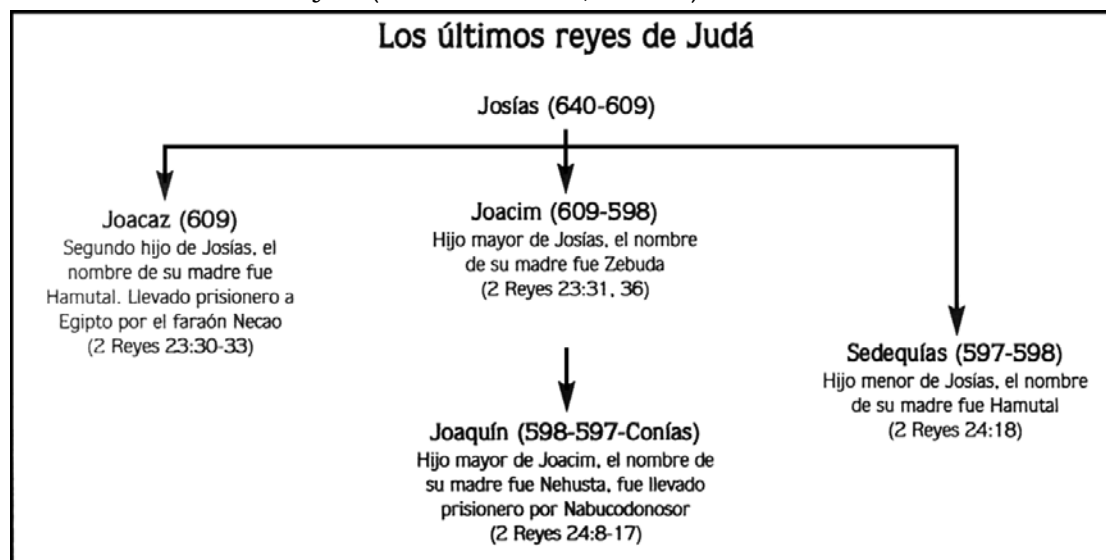 Los últimos reyes de Judá
Josías (640-609)
Joacaz (609)
Segundo hijo de Josías, el
nombre de su madre fue
Hamutal. Llevado prisionero a
Egipto por el faraón Necao
(2 Reyes 23:30-33)
Joacim (609-598)
Hijo mayor de Josías, el nombre
de su madre fue Zebuda
(2 Reyes 23:31, 36)
Joaquín (598-597-Conías)
Hijo mayor de Joacim, el nombre de
su madre fue Nehusta, fue llevado
prisionero por Nabucodonosor
(2 Reyes 24:8-17)
Sedequías (597-598)
Hijo menor de Josías, el nombre
de su madre fue Hamutal
(2 Reyes 24:18)